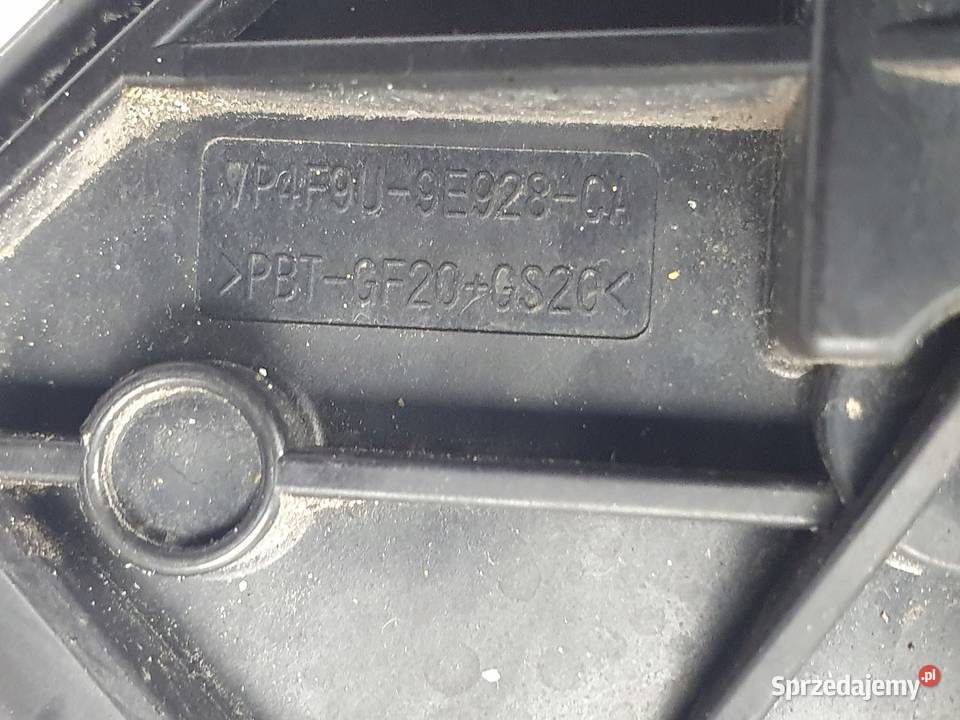 7P4F9U-9E928-CA
>PBT-GF20+GS20<
Sprzedajemy.pl